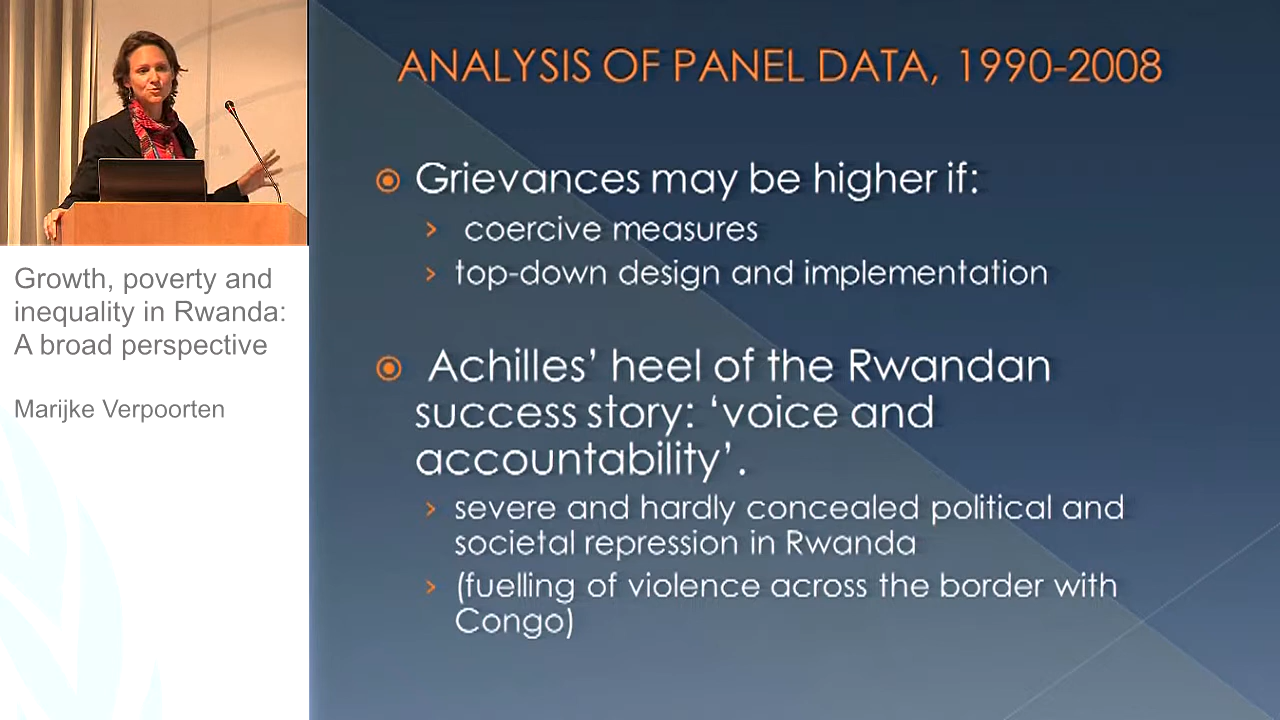 Growth, poverty and
inequality in Rwanda:
A broad perspective
Marijke Verpoorten
ANALYSIS OF PANEL DATA, 1990-2008
Grievances may be higher if:
coercive measures
top-down design and implementation
Achilles’ heel of the Rwandan
success story: ‘voice and
accountability’.
severe and hardly concealed political and
societal repression in Rwanda
(fuelling of violence across the border with
Congo)